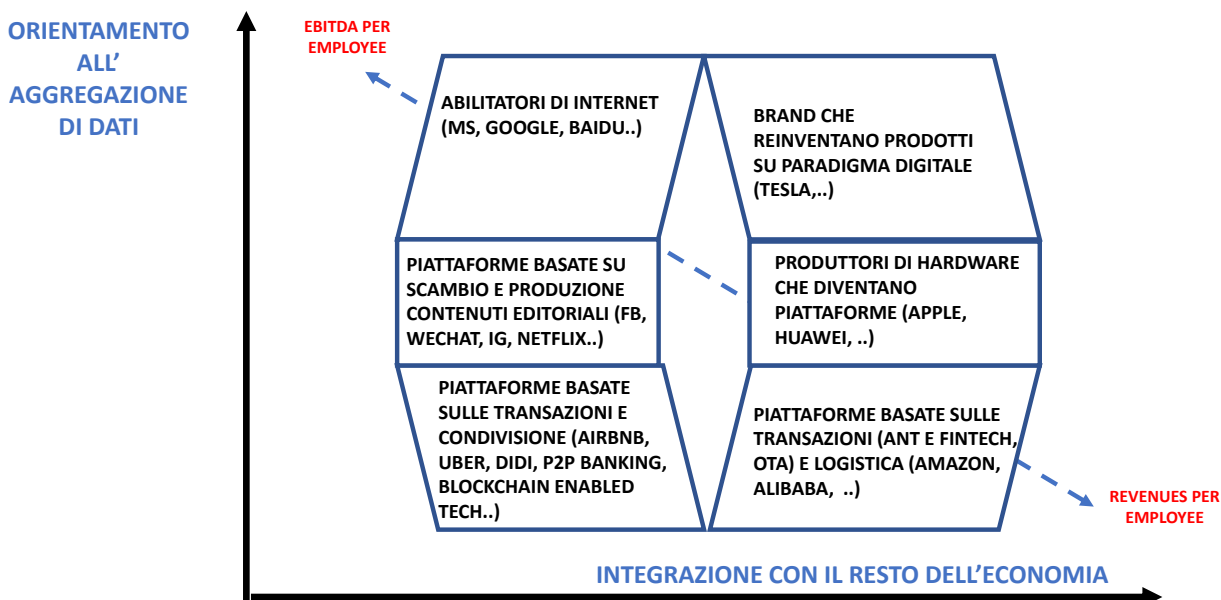 ORIENTAMENTO
ALL'
AGGREGAZIONE
DI DATI
EBITDA PER
EMPLOYEE
ABILITATORI DI INTERNET
(MS, GOOGLE, BAIDU..)
BRAND CHE
REINVENTANO PRODOTTI
SU PARADIGMA DIGITALE
(TESLA,..)
PIATTAFORME BASATE SU
SCAMBIO E PRODUZIONE
CONTENUTI EDITORIALI (FB,
WECHAT, IG, NETFLIX..)
PRODUTTORI DI HARDWARE
CHE DIVENTANO
PIATTAFORME (APPLE,
HUAWEI, ..)
PIATTAFORME BASATE
SULLE TRANSAZIONI E
CONDIVISIONE (AIRBNB,
UBER, DIDI, P2P BANKING,
BLOCKCHAIN ENABLED
TECH..)
PIATTAFORME BASATE SULLE
TRANSAZIONI (ANT E FINTECH,
OTA) E LOGISTICA (AMAZON,
ALIBABA,  ..)
REVENUES PER
EMPLOYEE
INTEGRAZIONE CON IL RESTO DELL'ECONOMIA